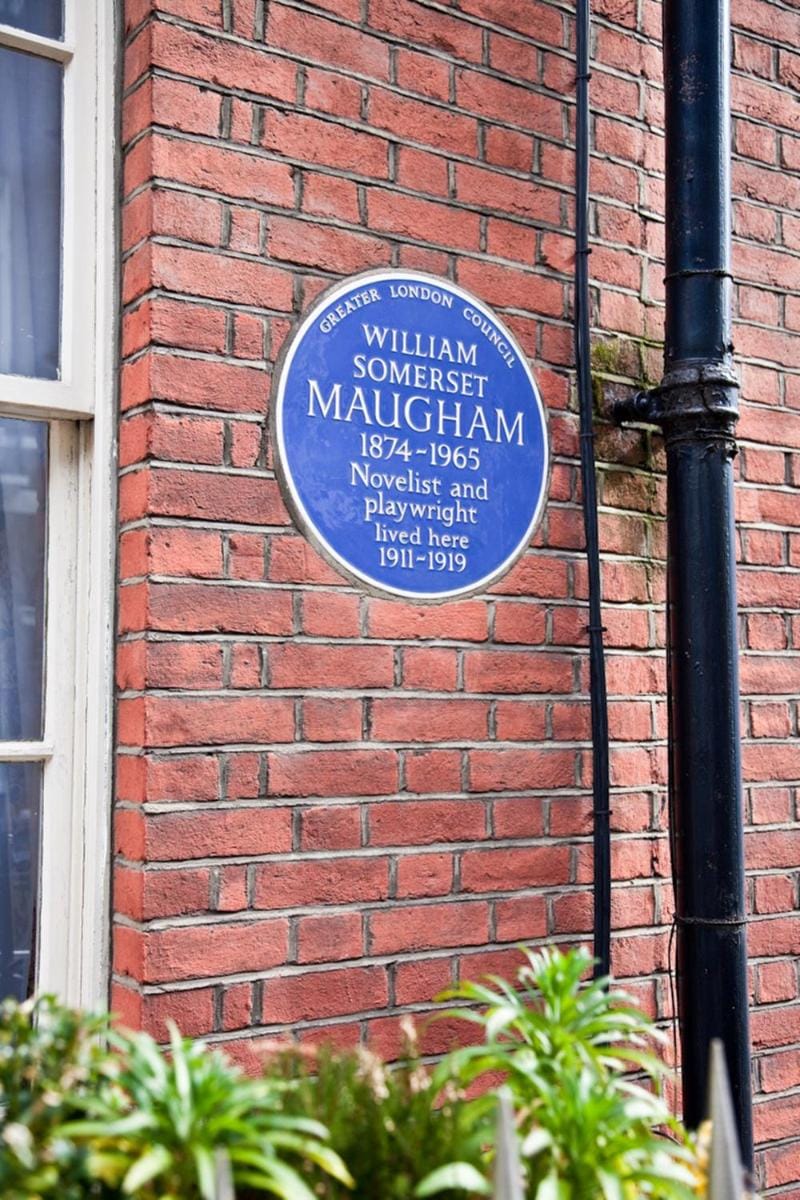 GREATER LONDON COUNCIL
WILLIAM
SOMERSET
MAUGHAM
1874~1965
Novelist and
playwright
lived here
1911~1919